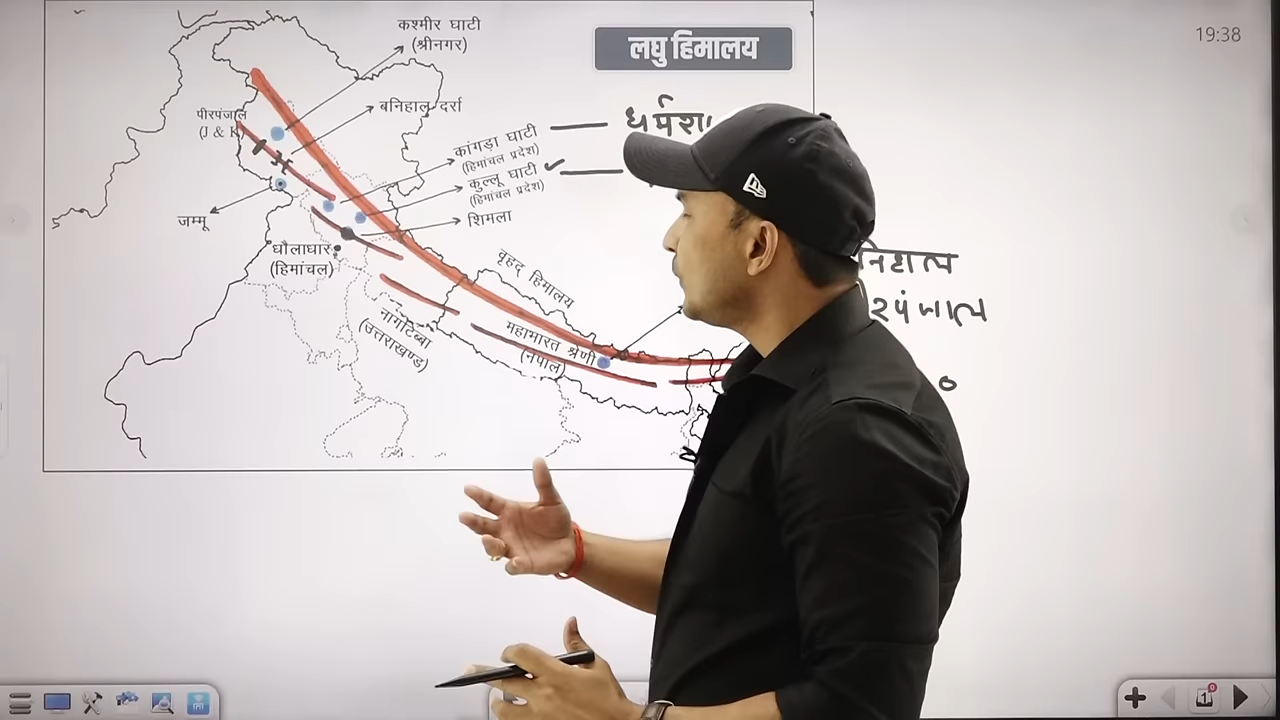 19:38
लघु हिमालय
कश्मीर घाटी
(श्रीनगर)
बनिहाल दर्रा
पीरपंजाल
(J & K)
कांगड़ा घाटी
(हिमांचल प्रदेश)
कुल्लू घाटी
(हिमांचल प्रदेश)
शिमला
जम्मू
धौलाधार
(हिमांचल)
वृहद् हिमालय
नागटिब्बा
(उत्तराखण्ड)
महाभारत श्रेणी
(नेपाल)
1